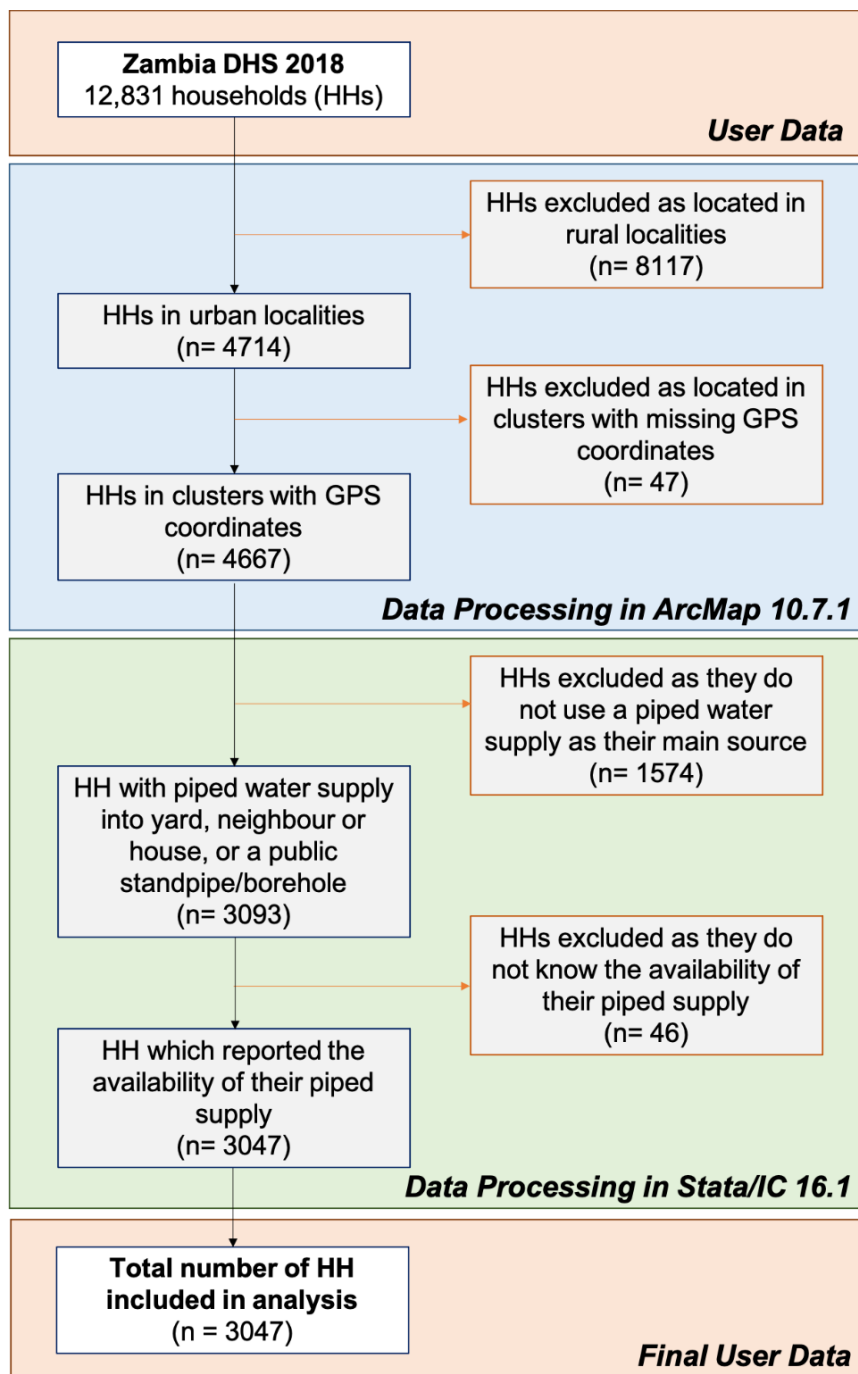 Zambia DHS 2018
12,831 households (HHs)
User Data
HHs excluded as located in
rural localities
(n= 8117)
HHs in urban localities
(n= 4714)
HHs excluded as located in
clusters with missing GPS
coordinates
(n= 47)
HHs in clusters with GPS
coordinates
(n= 4667)
Data Processing in ArcMap 10.7.1
HHs excluded as they do
not use a piped water
supply as their main source
(n= 1574)
HH with piped water supply
into yard, neighbour or
house, or a public
standpipe/borehole
(n= 3093)
HHs excluded as they do
not know the availability of
their piped supply
(n= 46)
HH which reported the
availability of their piped
supply
(n= 3047)
Data Processing in Stata/IC 16.1
Total number of HH
included in analysis
(n = 3047)
Final User Data